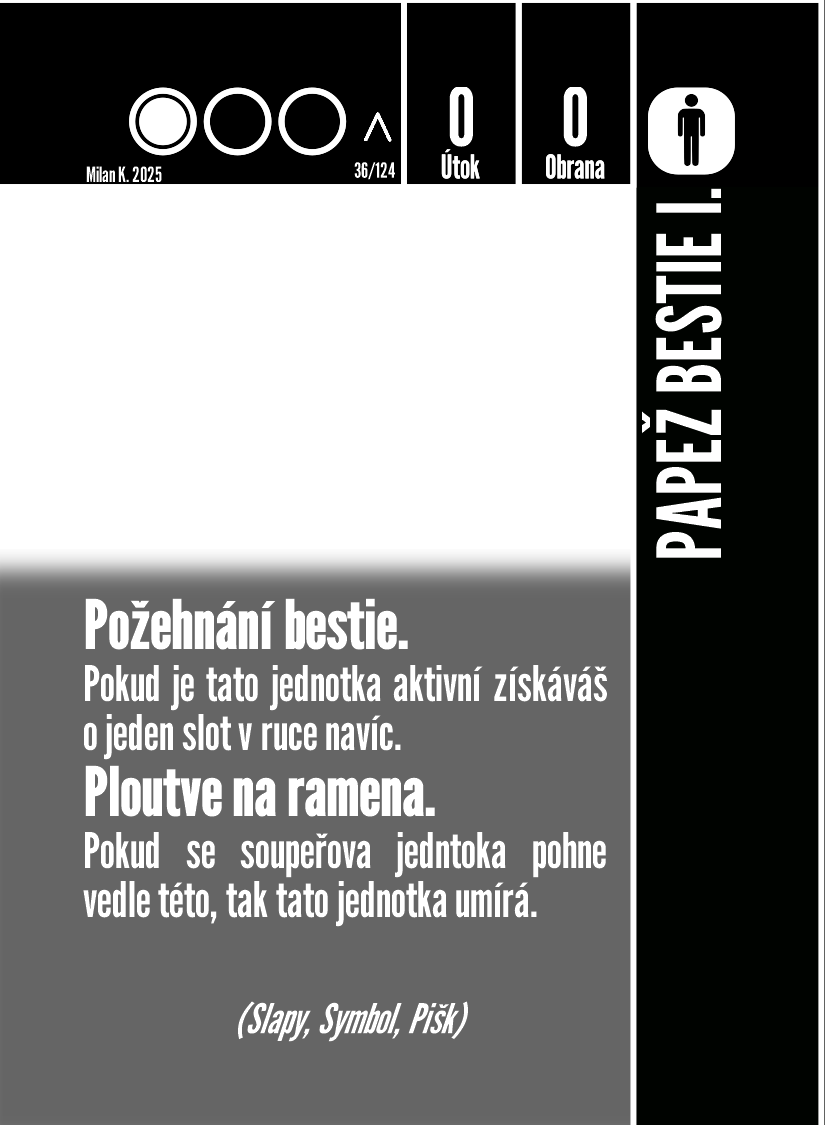 Milan K. 2025
36/124
0
Útok
0
Obrana
PAPEŽ BESTIE I.
Požehnání bestie.
Pokud je tato jednotka aktivní získáváš
o jeden slot v ruce navíc.
Ploutve na ramena.
Pokud se soupeřova jedntoka pohne
vedle této, tak tato jednotka umírá.
(Slapy, Symbol, Pišk)